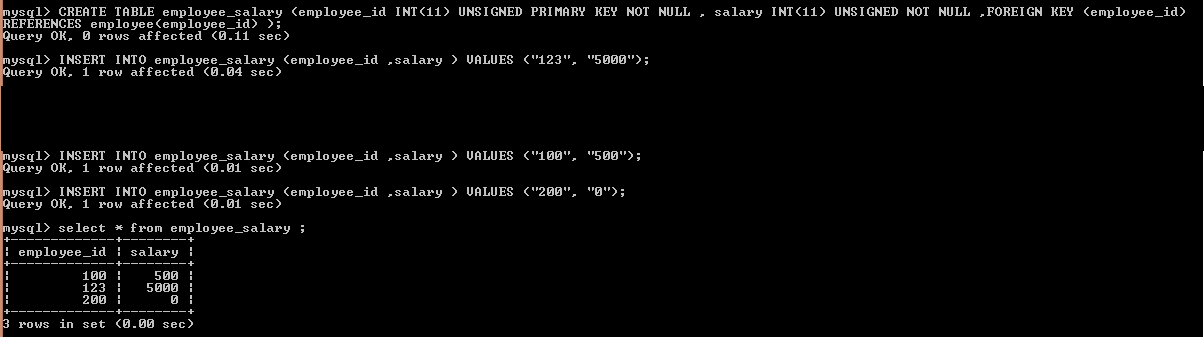 mysql> CREATE TABLE employee_salary (employee_id INT(11) UNSIGNED PRIMARY KEY NOT NULL , salary INT(11) UNSIGNED NOT NULL ,FOREIGN KEY (employee_id)
REFERENCES employee(employee_id) );
Query OK, 0 rows affected (0.11 sec)
mysql> INSERT INTO employee_salary (employee_id ,salary ) VALUES ("123", "5000");
Query OK, 1 row affected (0.04 sec)
mysql> INSERT INTO employee_salary (employee_id ,salary ) VALUES ("100", "500");
Query OK, 1 row affected (0.01 sec)
mysql> INSERT INTO employee_salary (employee_id ,salary ) VALUES ("200", "0");
Query OK, 1 row affected (0.01 sec)
mysql> select * from employee_salary ;
+-------------+--------+
| employee_id | salary |
+-------------+--------+
|         100 |    500 |
|         123 |   5000 |
|         200 |      0 |
+-------------+--------+
3 rows in set (0.00 sec)